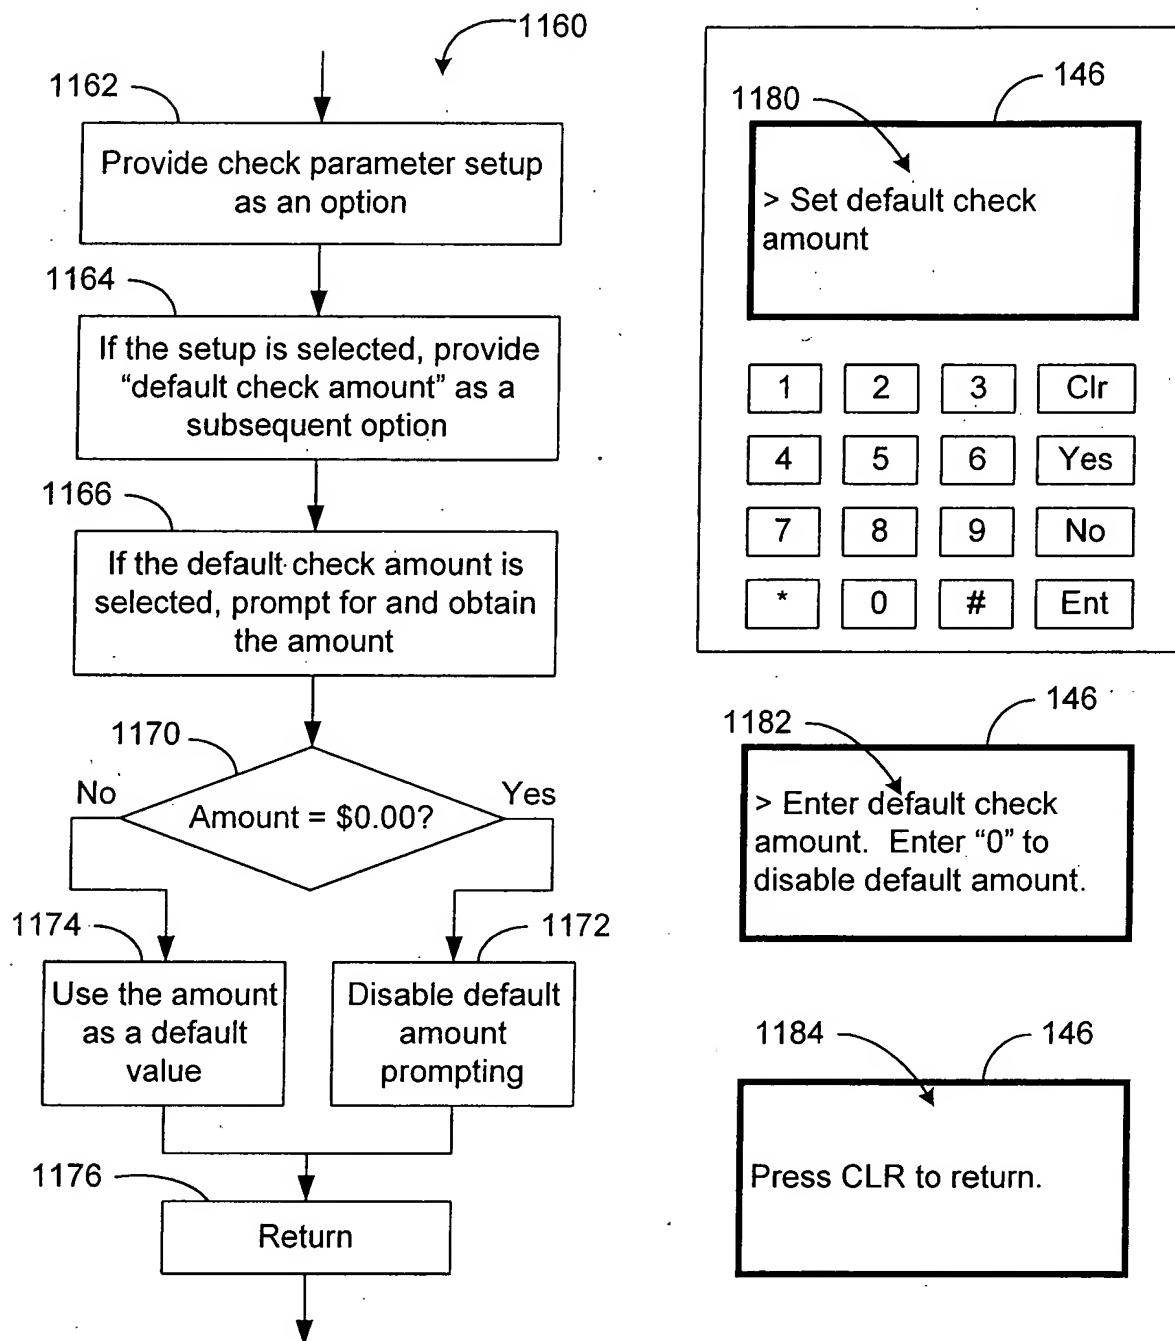 1160
1162
Provide check parameter setup
as an option
1164
If the setup is selected, provide
“default check amount” as a
subsequent option
1166
If the default check amount is
selected, prompt for and obtain
the amount
1170
No
Yes
Amount = $0.00?
1174
1172
Use the amount
as a default
value
Disable default
amount
prompting
1176
Return
1180
146
> Set default check
amount
1 2 3 Clr
4 5 6 Yes
7 8 9 No
* 0 # Ent
1182
146
> Enter default check
amount. Enter “0” to
disable default amount.
1184
146
Press CLR to return.